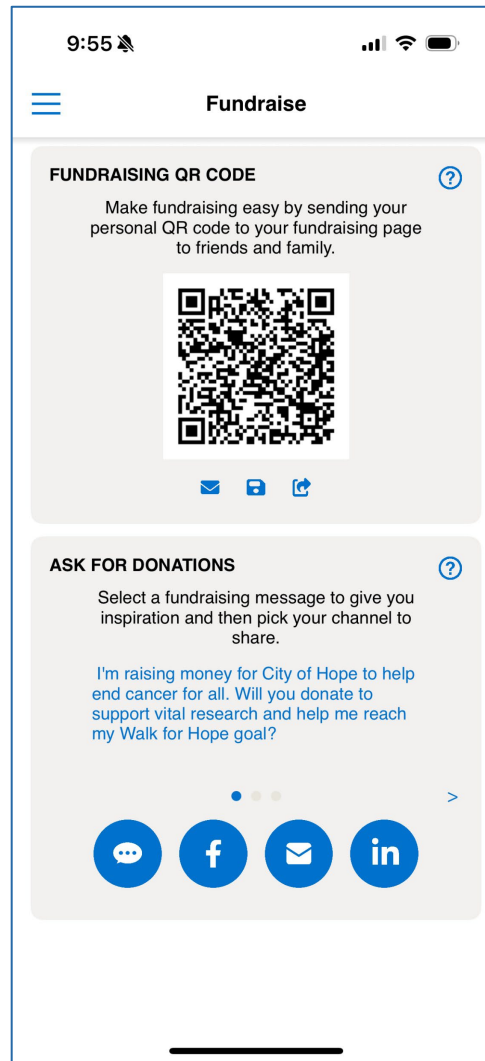 9:55
Fundraise
FUNDRAISING QR CODE
?
Make fundraising easy by sending your
personal QR code to your fundraising page
to friends and family.
ASK FOR DONATIONS
?
Select a fundraising message to give you
inspiration and then pick your channel to
share.
I'm raising money for City of Hope to help
end cancer for all. Will you donate to
support vital research and help me reach
my Walk for Hope goal?
>
f
in